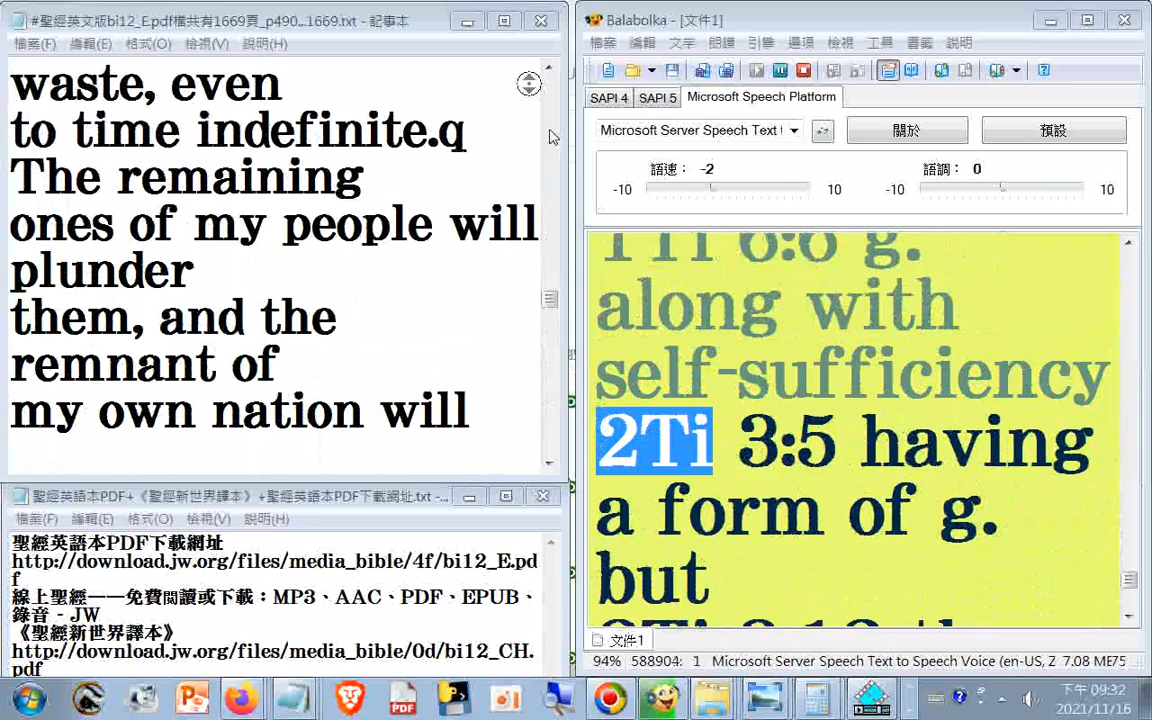 #聖經英文版bi12_E.pdf檔共有1669頁_p490...1669.txt - 記事本
檔案(F) 編輯(E) 格式(O) 檢視(V) 說明(H)
waste, even
to time indefinite.q
The remaining
ones of my people will
plunder
them, and the
remnant of
my own nation will
聖經英語本PDF+《聖經新世界譯本》+聖經英語本PDF下載網址.txt -...
檔案(F) 編輯(E) 格式(O) 檢視(V) 說明(H)
聖經英語本PDF下載網址
http://download.jw.org/files/media_bible/4f/bi12_E.pd
f
線上聖經——免費閱讀或下載：MP3、AAC、PDF、EPUB、
錄音 - JW
《聖經新世界譯本》
http://download.jw.org/files/media_bible/0d/bi12_CH.
pdf
Balabolka - [文件1]
檔案 編輯 文字 朗讀 引擎 選項 檢視 工具 書籤 說明
SAPI 4 SAPI 5 Microsoft Speech Platform
Microsoft Server Speech Text 關於 預設
語速： -2 語調： 0
-10 10 -10 10
1Ti 6:6 g.
along with
self-sufficiency
2Ti 3:5 having
a form of g.
but
文件1
94% 588904: 1 Microsoft Server Speech Text to Speech Voice (en-US, Z 7.08 ME75
PDF
下午 09:32
2021/11/16